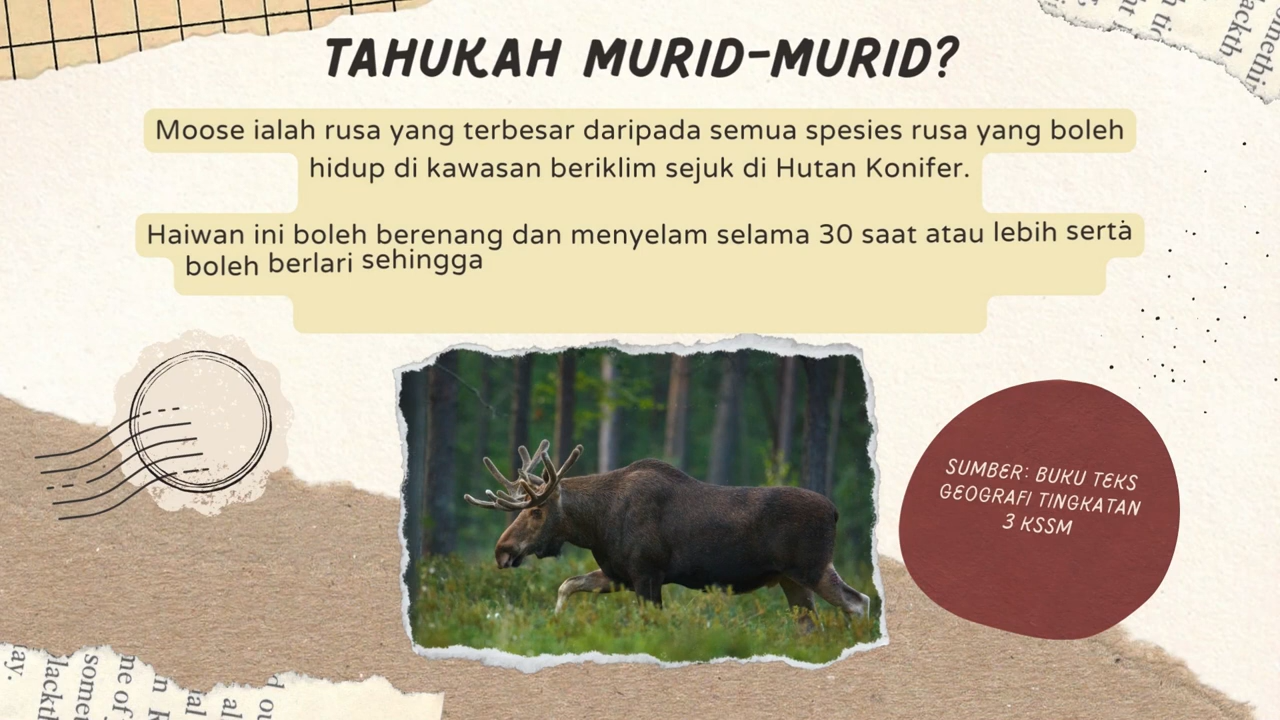 TAHUKAH MURID-MURID?
Moose ialah rusa yang terbesar daripada semua spesies rusa yang boleh
hidup di kawasan beriklim sejuk di Hutan Konifer.
Haiwan ini boleh berenang dan menyelam selama 30 saat atau lebih serta
boleh berlari sehingga
SUMBER: BUKU TEKS
GEOGRAFI TINGKATAN
3 KSSM